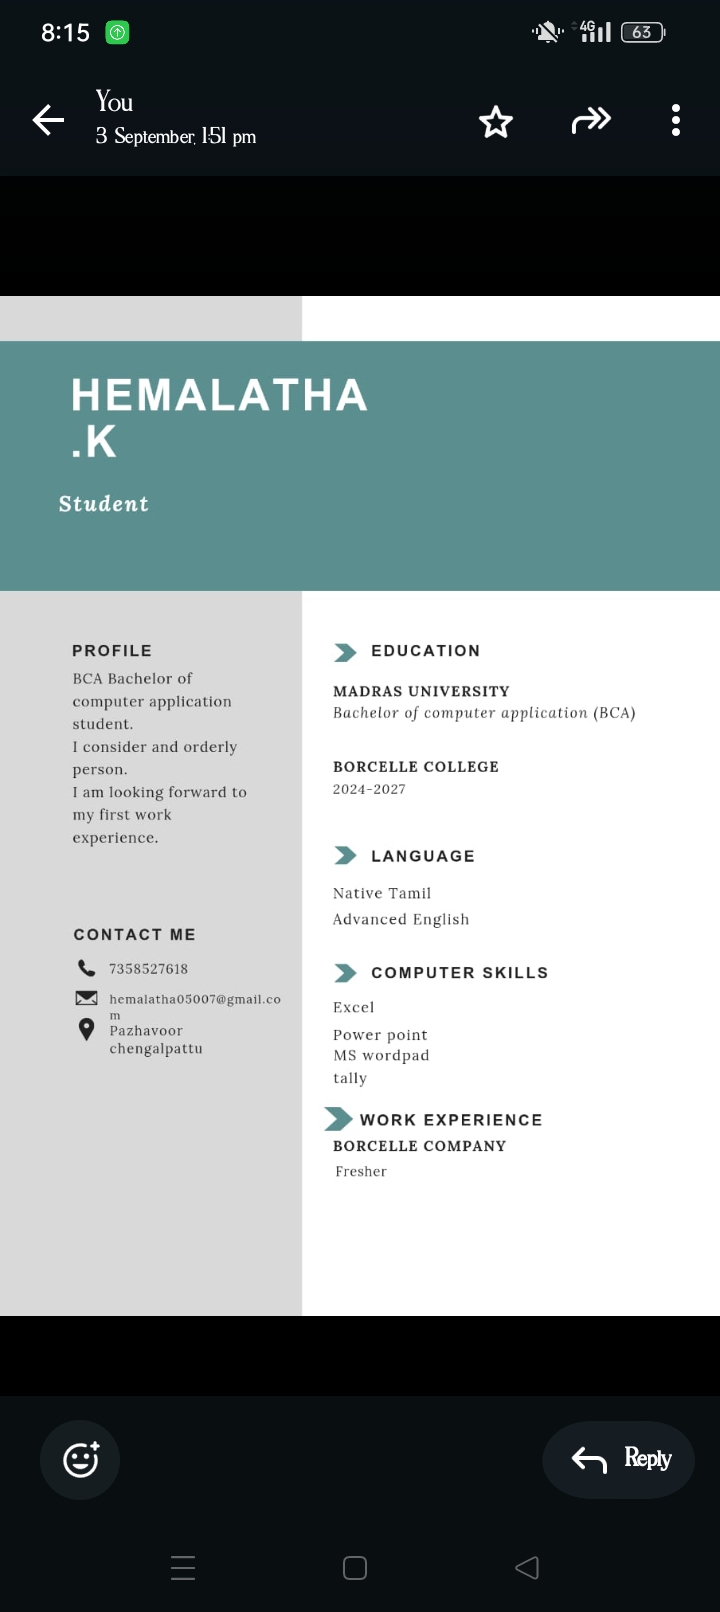 8:15
4G
63
You
3 September, 1:51 pm
HEMALATHA
.K
Student
PROFILE
BCA Bachelor of
computer application
student.
I consider and orderly
person.
I am looking forward to
my first work
experience.
CONTACT ME
7358527618
hemalatha05007@gmail.co
m
Pazhavoor
chengalpattu
EDUCATION
MADRAS UNIVERSITY
Bachelor of computer application (BCA)
BORCELLE COLLEGE
2024-2027
LANGUAGE
Native Tamil
Advanced English
COMPUTER SKILLS
Excel
Power point
MS wordpad
tally
WORK EXPERIENCE
BORCELLE COMPANY
Fresher
Reply